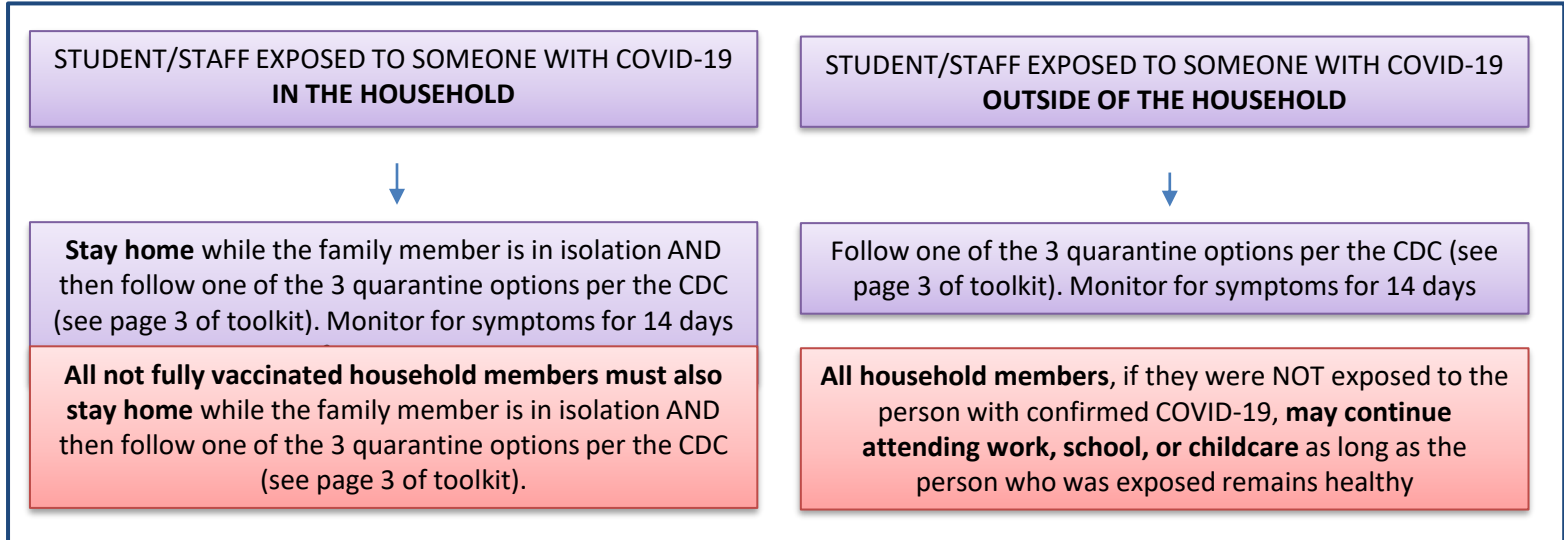 STUDENT/STAFF EXPOSED TO SOMEONE WITH COVID-19
IN THE HOUSEHOLD
Stay home while the family member is in isolation AND
then follow one of the 3 quarantine options per the CDC
(see page 3 of toolkit). Monitor for symptoms for 14 days
All not fully vaccinated household members must also
stay home while the family member is in isolation AND
then follow one of the 3 quarantine options per the CDC
(see page 3 of toolkit).
STUDENT/STAFF EXPOSED TO SOMEONE WITH COVID-19
OUTSIDE OF THE HOUSEHOLD
Follow one of the 3 quarantine options per the CDC (see
page 3 of toolkit). Monitor for symptoms for 14 days
All household members, if they were NOT exposed to the
person with confirmed COVID-19, may continue
attending work, school, or childcare as long as the
person who was exposed remains healthy